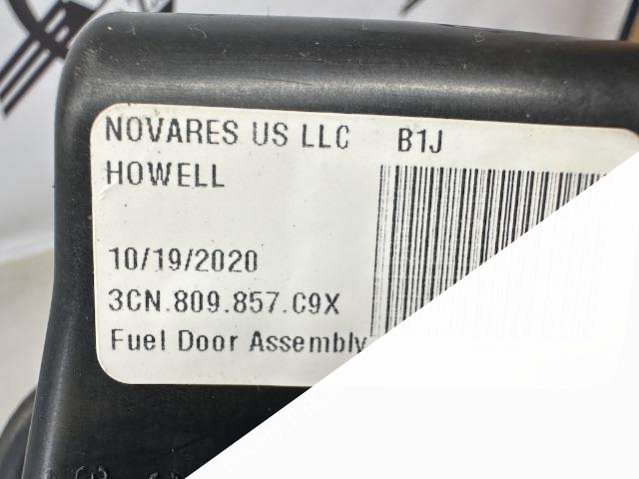 NOVARES US LLC B1J
HOWELL
10/19/2020
3CN.809.857.C9X
Fuel Door Assembly